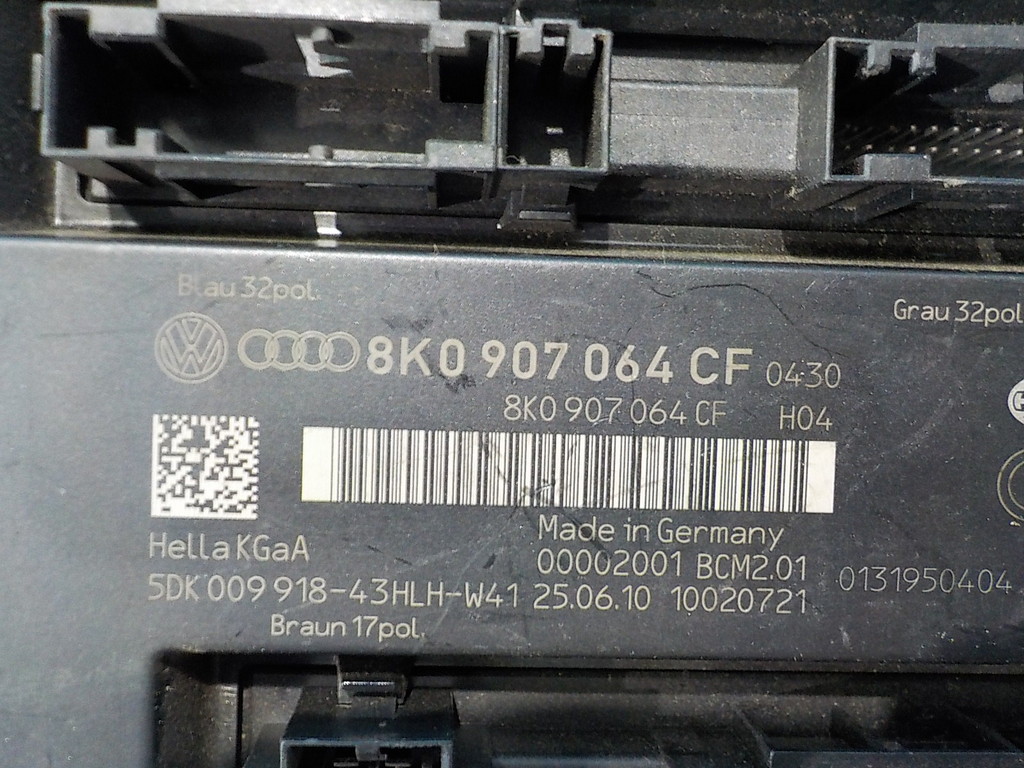 Blau 32pol.
Grau 32pol
8K0 907 064 CF 0430
8K0 907 064 CF H04
Made in Germany
Hella KGaA
00002001 BCM2.01
0131950404
5DK 009 918-43HLH-W41 25.06.10 10020721
Braun 17pol.